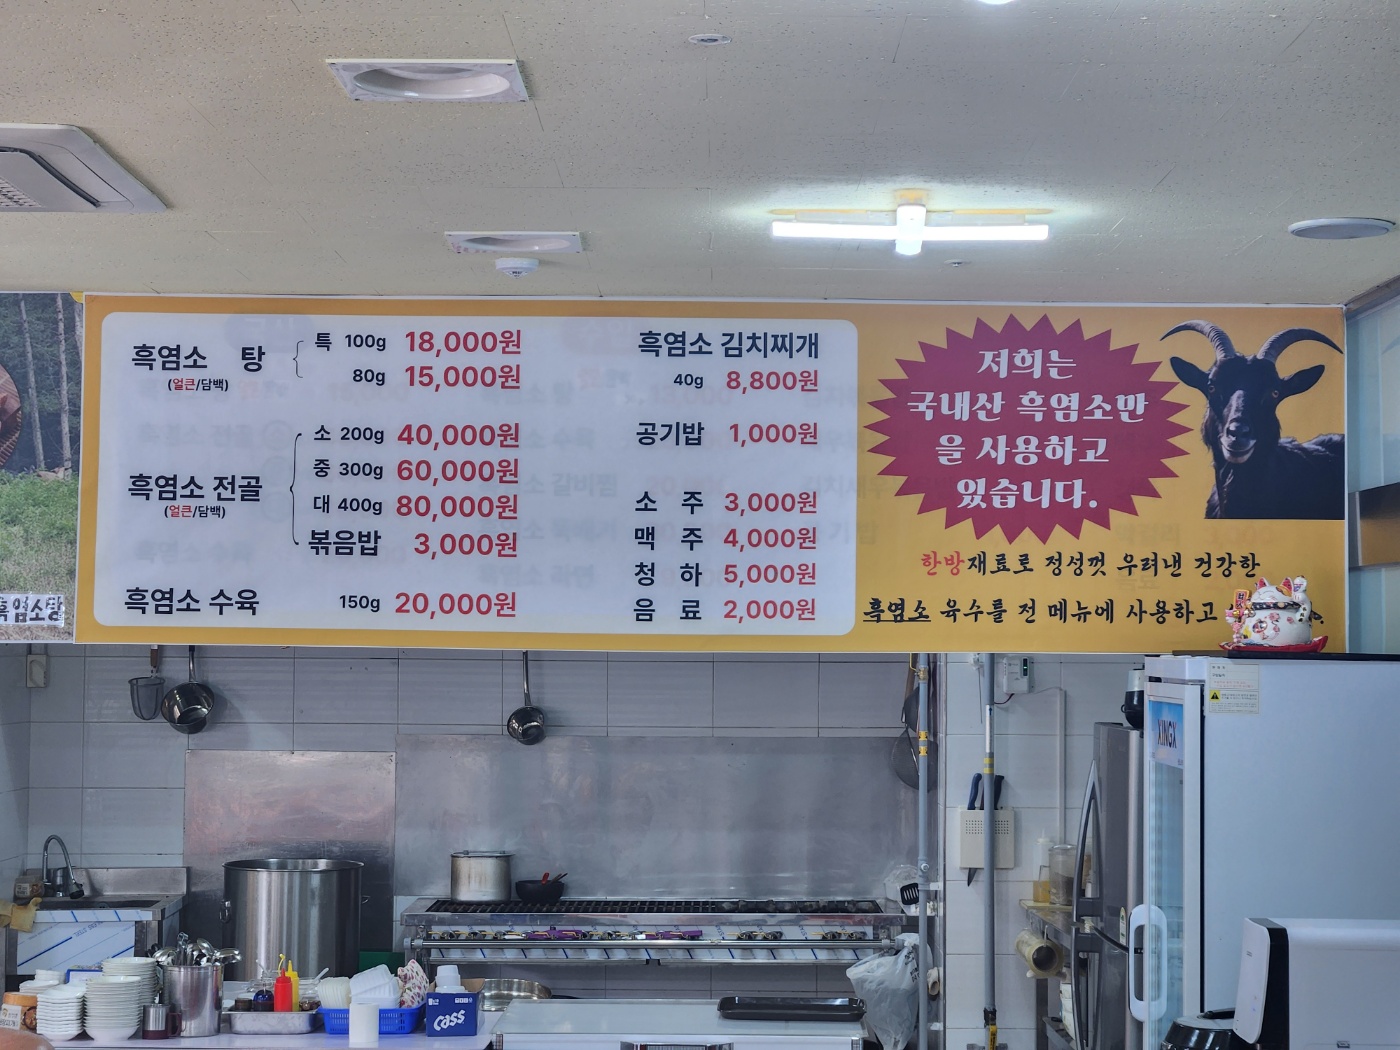 흑염소 탕
(얼큰/담백)
특 100g 18,000원
80g 15,000원
흑염소 전골
(얼큰/담백)
소 200g 40,000원
중 300g 60,000원
대 400g 80,000원
볶음밥 3,000원
흑염소 수육 150g 20,000원
흑염소 김치찌개
40g 8,800원
공기밥 1,000원
소 주 3,000원
맥 주 4,000원
청 하 5,000원
음 료 2,000원
저희는
국내산 흑염소만
을 사용하고
있습니다.
한방재료로 정성껏 우려낸 건강한
흑염소 육수를 전 메뉴에 사용하고
흑염소탕
XINGX
Cass